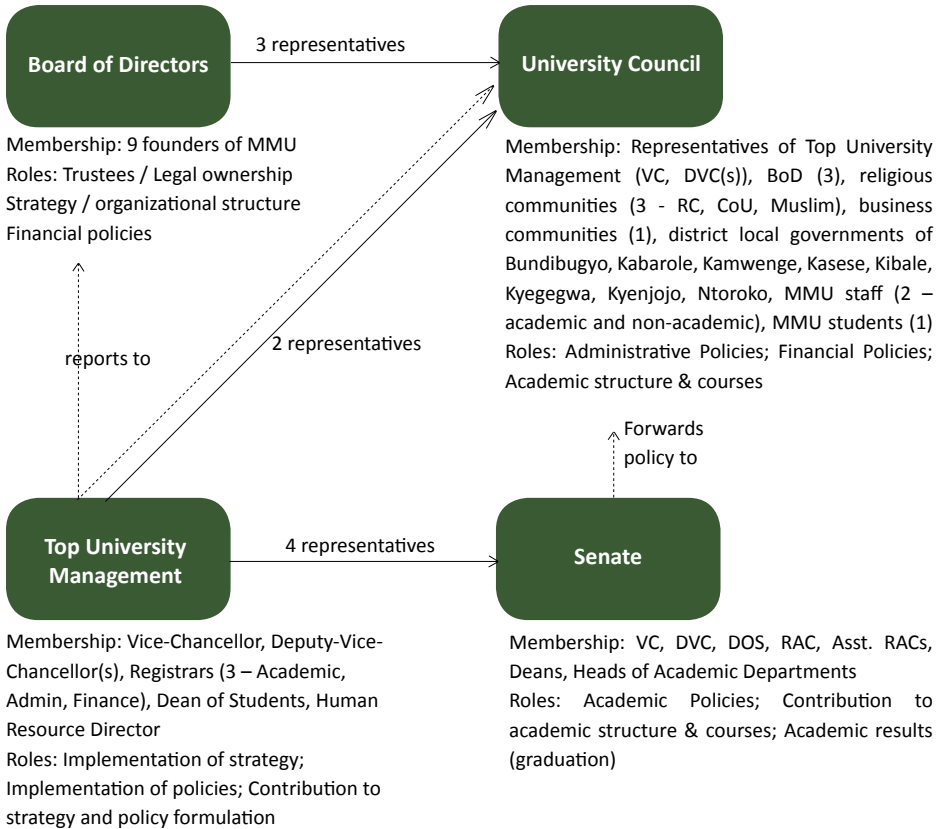 3 representatives
Board of Directors
University Council
Membership: 9 founders of MMU
Roles: Trustees / Legal ownership
Strategy / organizational structure
Financial policies
Membership: Representatives of Top University
Management (VC, DVC(s)), BoD (3), religious
communities (3 - RC, CoU, Muslim), business
communities (1), district local governments of
Bundibugyo, Kabarole, Kamwenge, Kasese, Kibale,
Kyegegwa, Kyenjojo, Ntoroko, MMU staff (2 –
academic and non-academic), MMU students (1)
Roles: Administrative Policies; Financial Policies;
Academic structure & courses
reports to
2 representatives
Forwards
policy to
Top University
Management
4 representatives
Senate
Membership: Vice-Chancellor, Deputy-Vice-
Chancellor(s), Registrars (3 – Academic,
Admin, Finance), Dean of Students, Human
Resource Director
Roles: Implementation of strategy;
Implementation of policies; Contribution to
strategy and policy formulation
Membership: VC, DVC, DOS, RAC, Asst. RACs,
Deans, Heads of Academic Departments
Roles: Academic Policies; Contribution to
academic structure & courses; Academic results
(graduation)